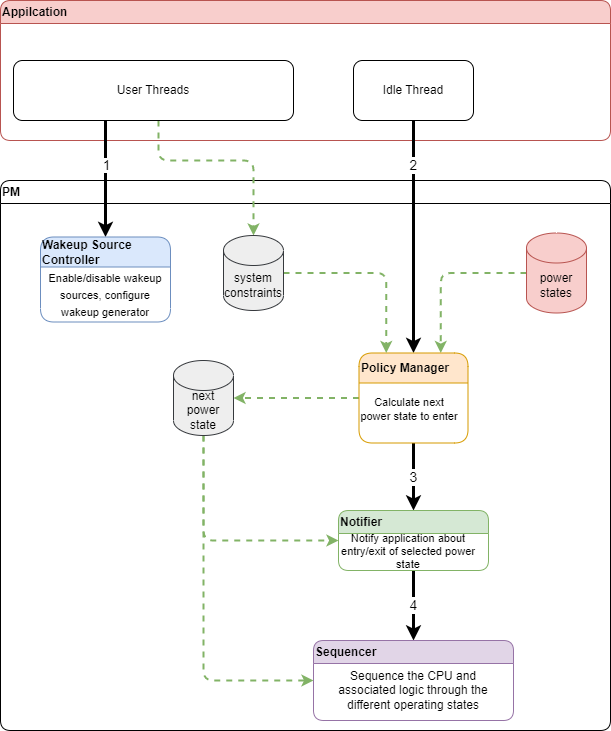 Appilcation
User Threads
Idle Thread
1
2
PM
Wakeup Source
Controller
Enable/disable wakeup
sources, configure
wakeup generator
system
constraints
power
states
Policy Manager
Calculate next
power state to enter
next
power
state
3
Notifier
Notify application about
entry/exit of selected power
state
4
Sequencer
Sequence the CPU and
associated logic through the
different operating states